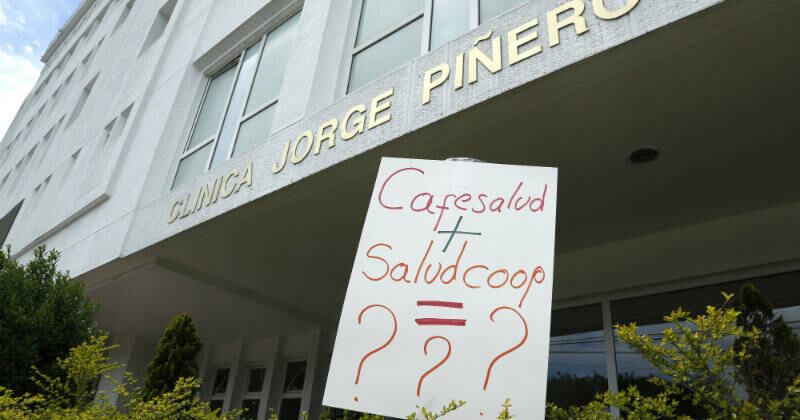 CLINICA JORGE PIÑERO
Cafesalud
+
Saludcoop
=
? ? ?